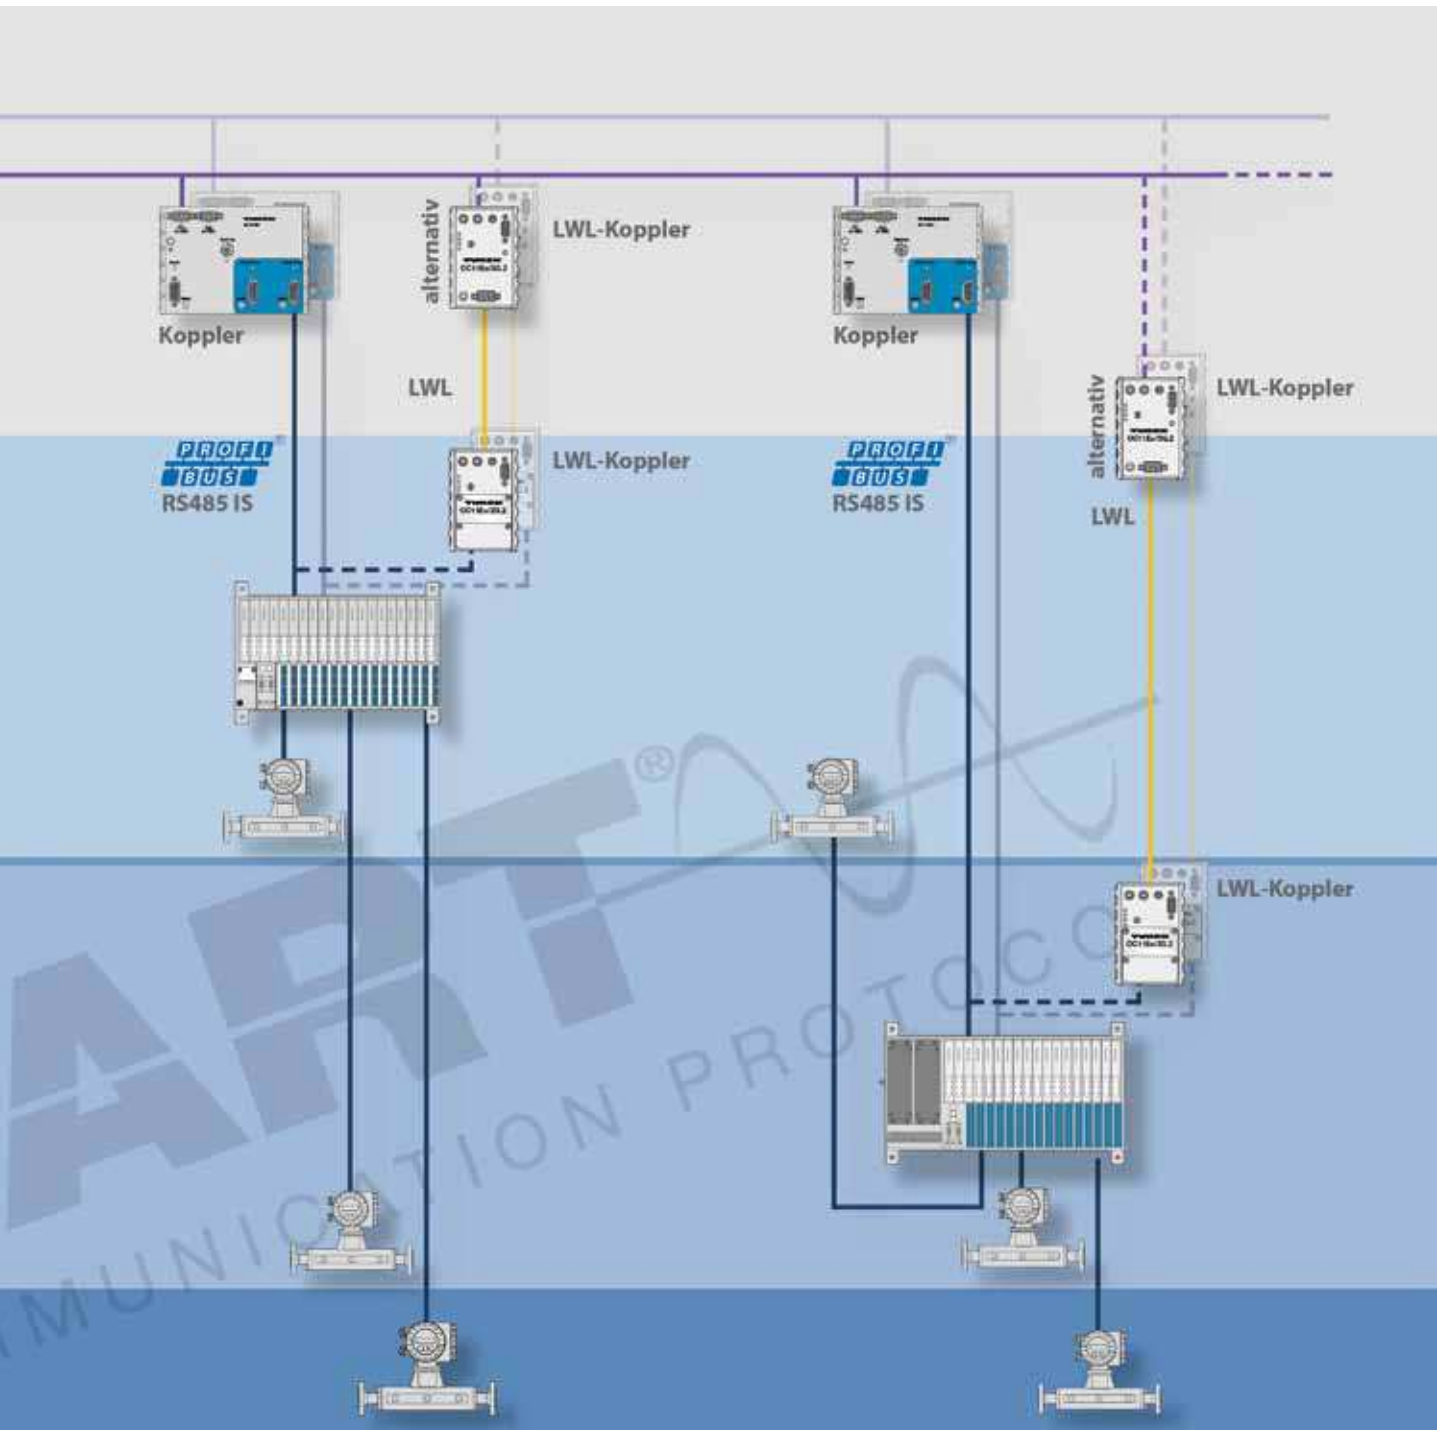 alternativ
LWL-Koppler
Koppler
LWL
LWL-Koppler
PROFI
BUS
RS485 IS
Koppler
alternativ
LWL-Koppler
PROFI
BUS
RS485 IS
LWL
LWL-Koppler
ART®
MMUNICATION PROTOCO